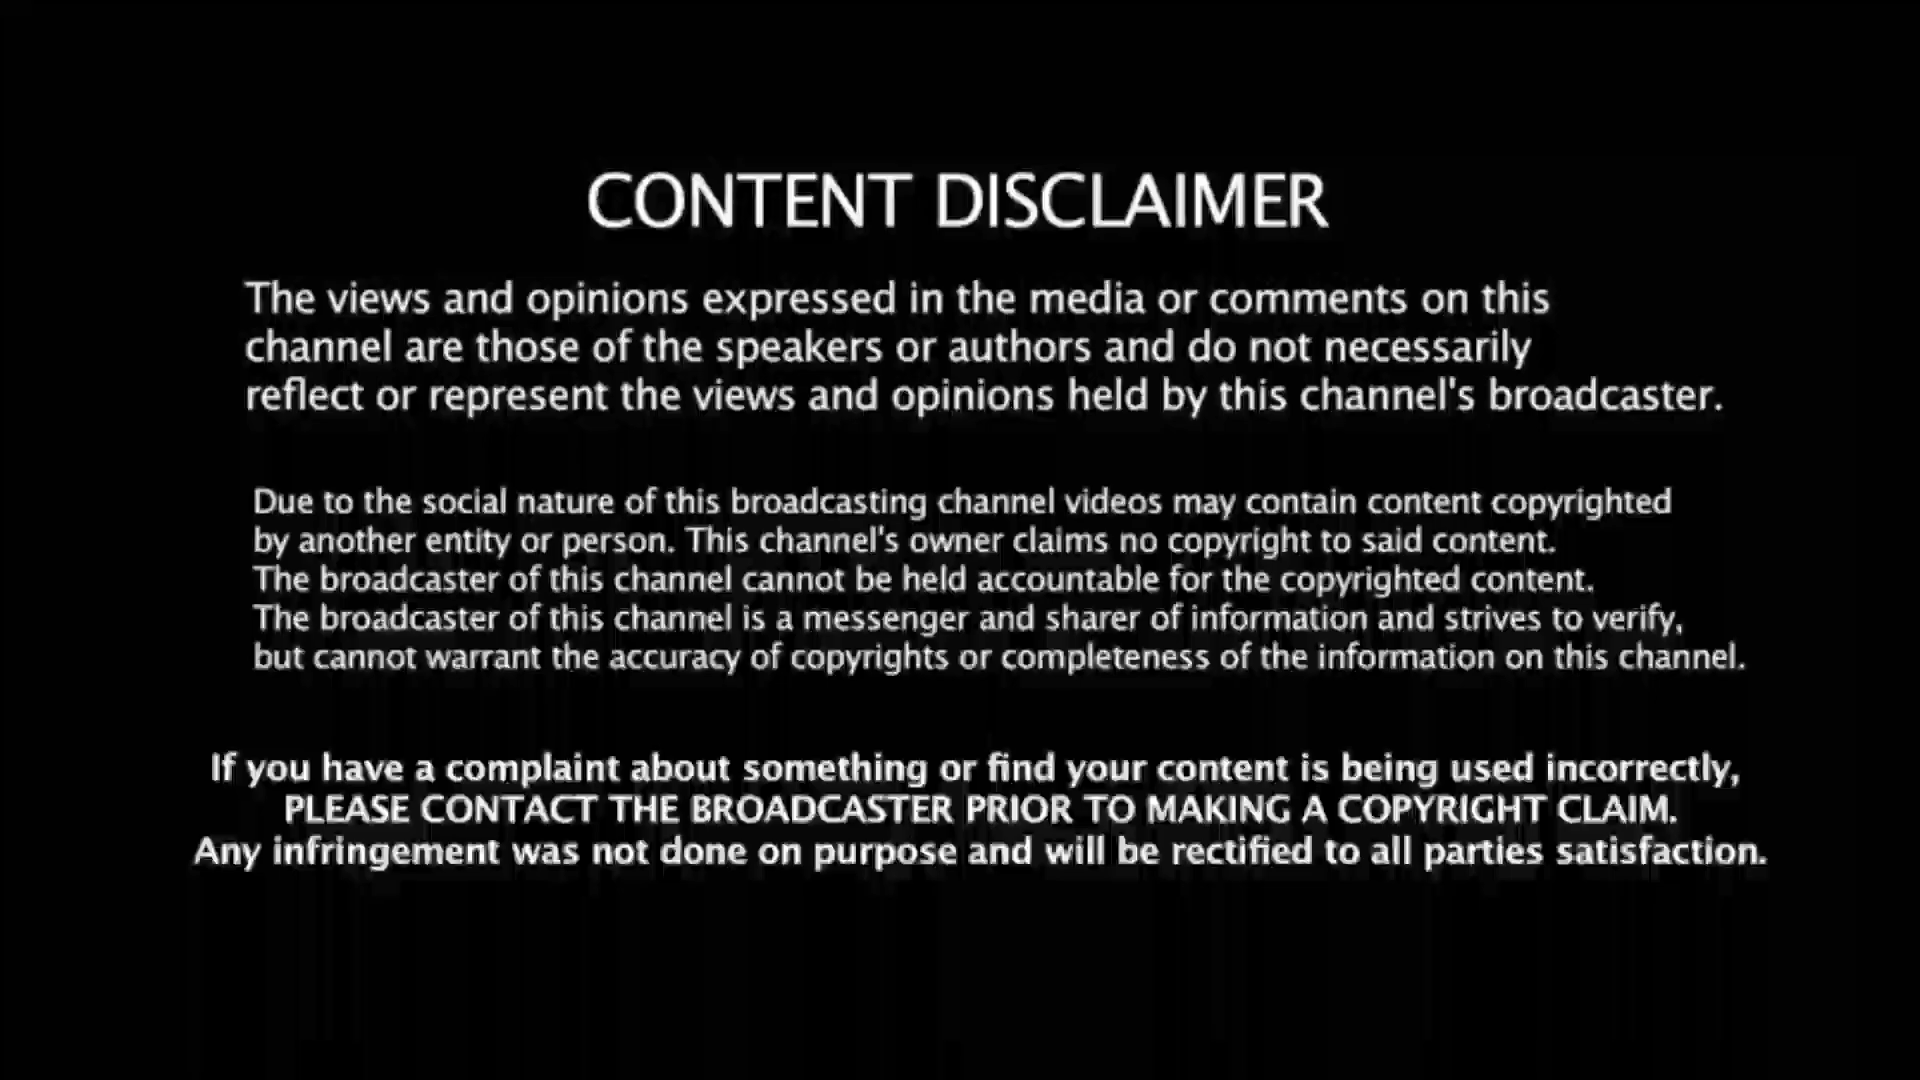 CONTENT DISCLAIMER
The views and opinions expressed in the media or comments on this
channel are those of the speakers or authors and do not necessarily
reflect or represent the views and opinions held by this channel's broadcaster.
Due to the social nature of this broadcasting channel videos may contain content copyrighted
by another entity or person. This channel's owner claims no copyright to said content.
The broadcaster of this channel cannot be held accountable for the copyrighted content.
The broadcaster of this channel is a messenger and sharer of information and strives to verify,
but cannot warrant the accuracy of copyrights or completeness of the information on this channel.
If you have a complaint about something or find your content is being used incorrectly,
PLEASE CONTACT THE BROADCASTER PRIOR TO MAKING A COPYRIGHT CLAIM.
Any infringement was not done on purpose and will be rectified to all parties satisfaction.